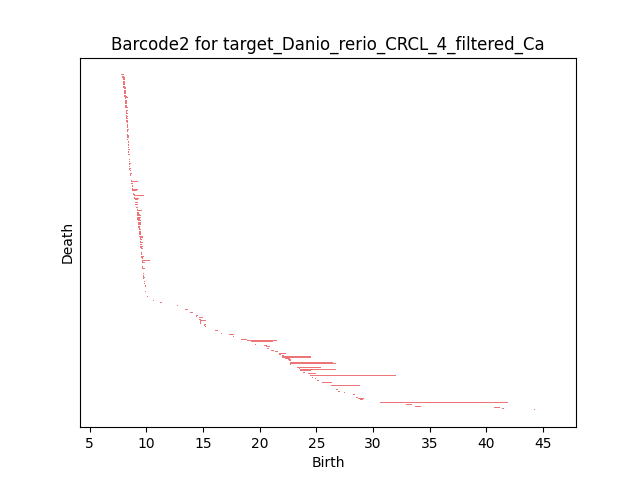 Barcode2 for target_Danio_rerio_CRCL_4_filtered_Ca
Death
5 10 15 20 25 30 35 40 45
Birth